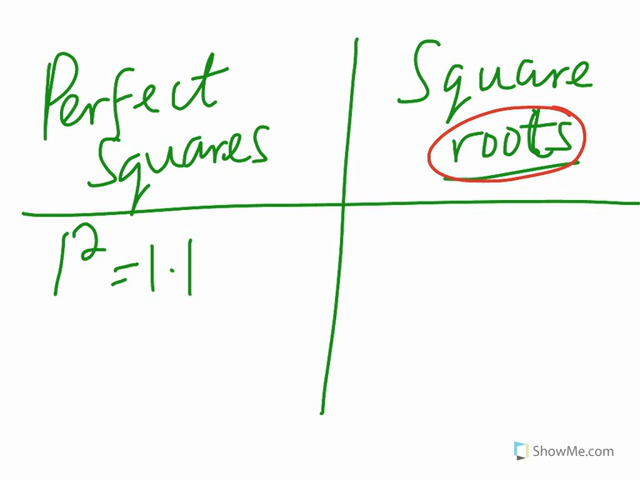 Perfect
Squares
Square
roots
1² = 1·1
ShowMe.com